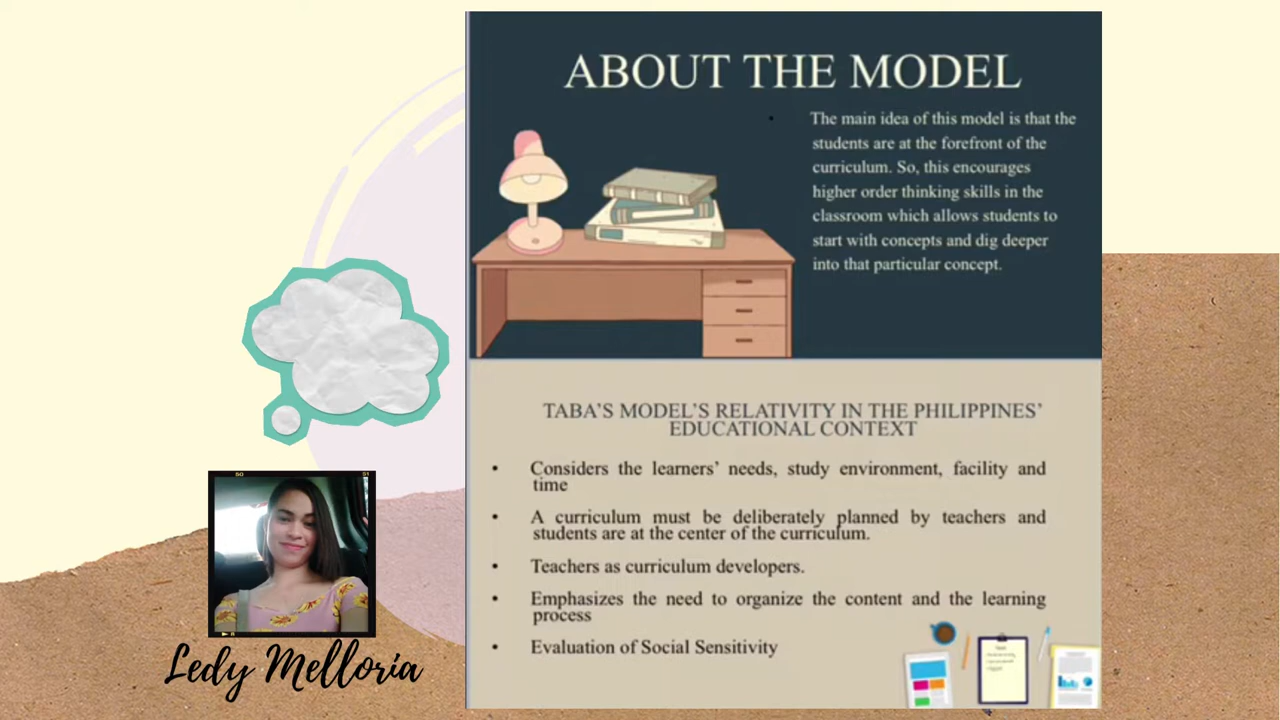 ABOUT THE MODEL
The main idea of this model is that the
students are at the forefront of the
curriculum. So, this encourages
higher order thinking skills in the
classroom which allows students to
start with concepts and dig deeper
into that particular concept.
TABA'S MODEL'S RELATIVITY IN THE PHILIPPINES'
EDUCATIONAL CONTEXT
• Considers the learners' needs, study environment, facility and
time
• A curriculum must be deliberately planned by teachers and
students are at the center of the curriculum.
• Teachers as curriculum developers.
• Emphasizes the need to organize the content and the learning
process
• Evaluation of Social Sensitivity
Ledy Melloria